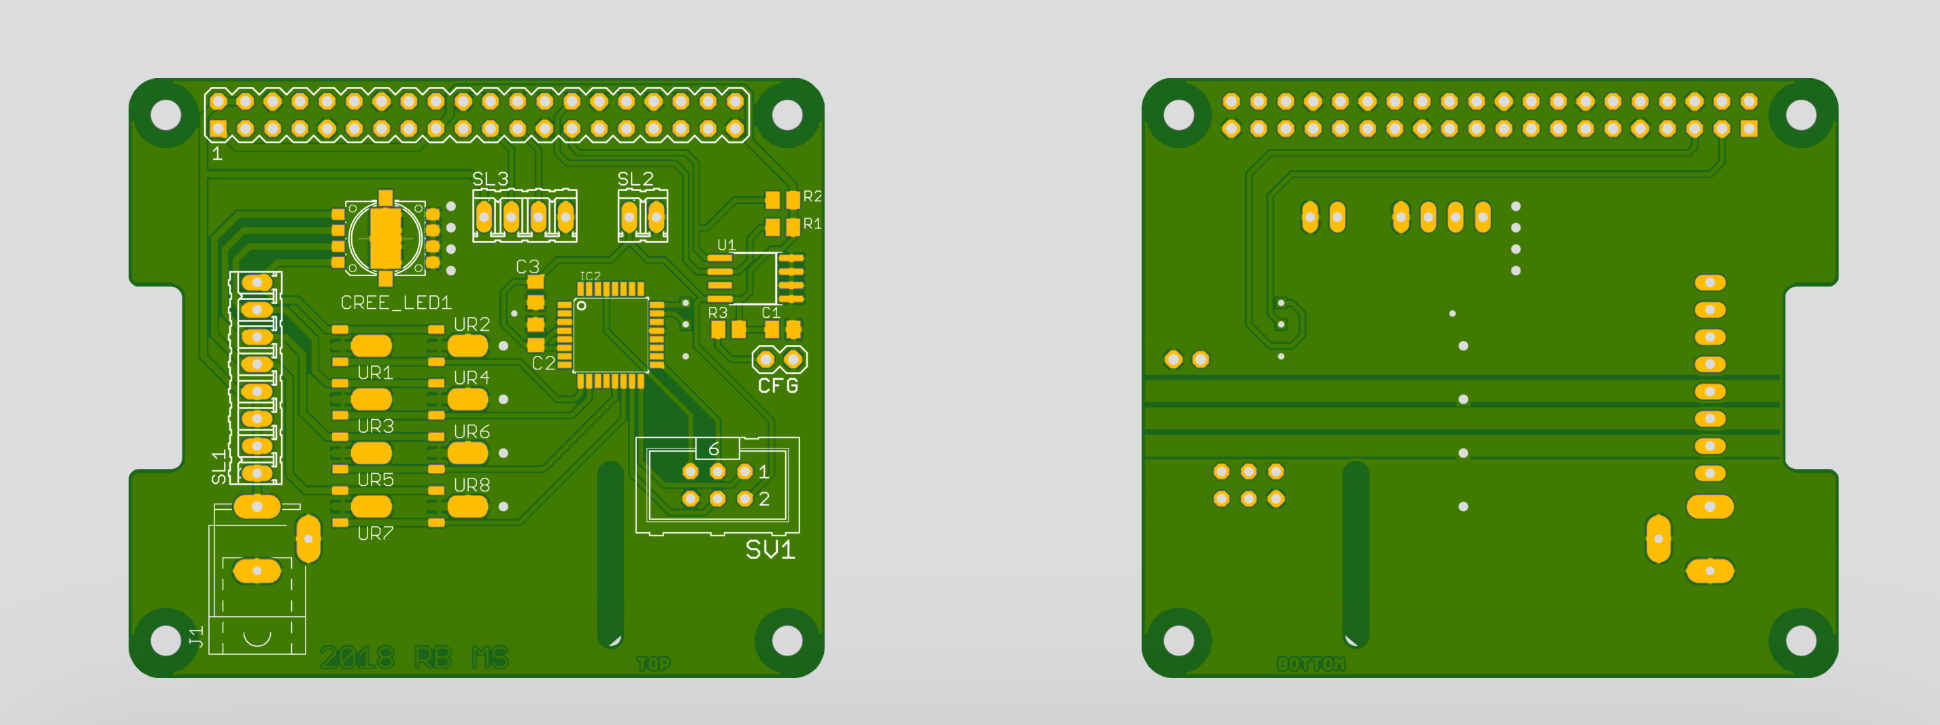 1
SL3
SL2
R2
R1
U1
C3
IC2
CREE_LED1
R3
C1
UR2
C2
UR1
UR4
CFG
UR3
UR6
6
1
SL1
UR5
UR8
2
UR7
SV1
J1
2018 RB MS
TOP
BOTTOM